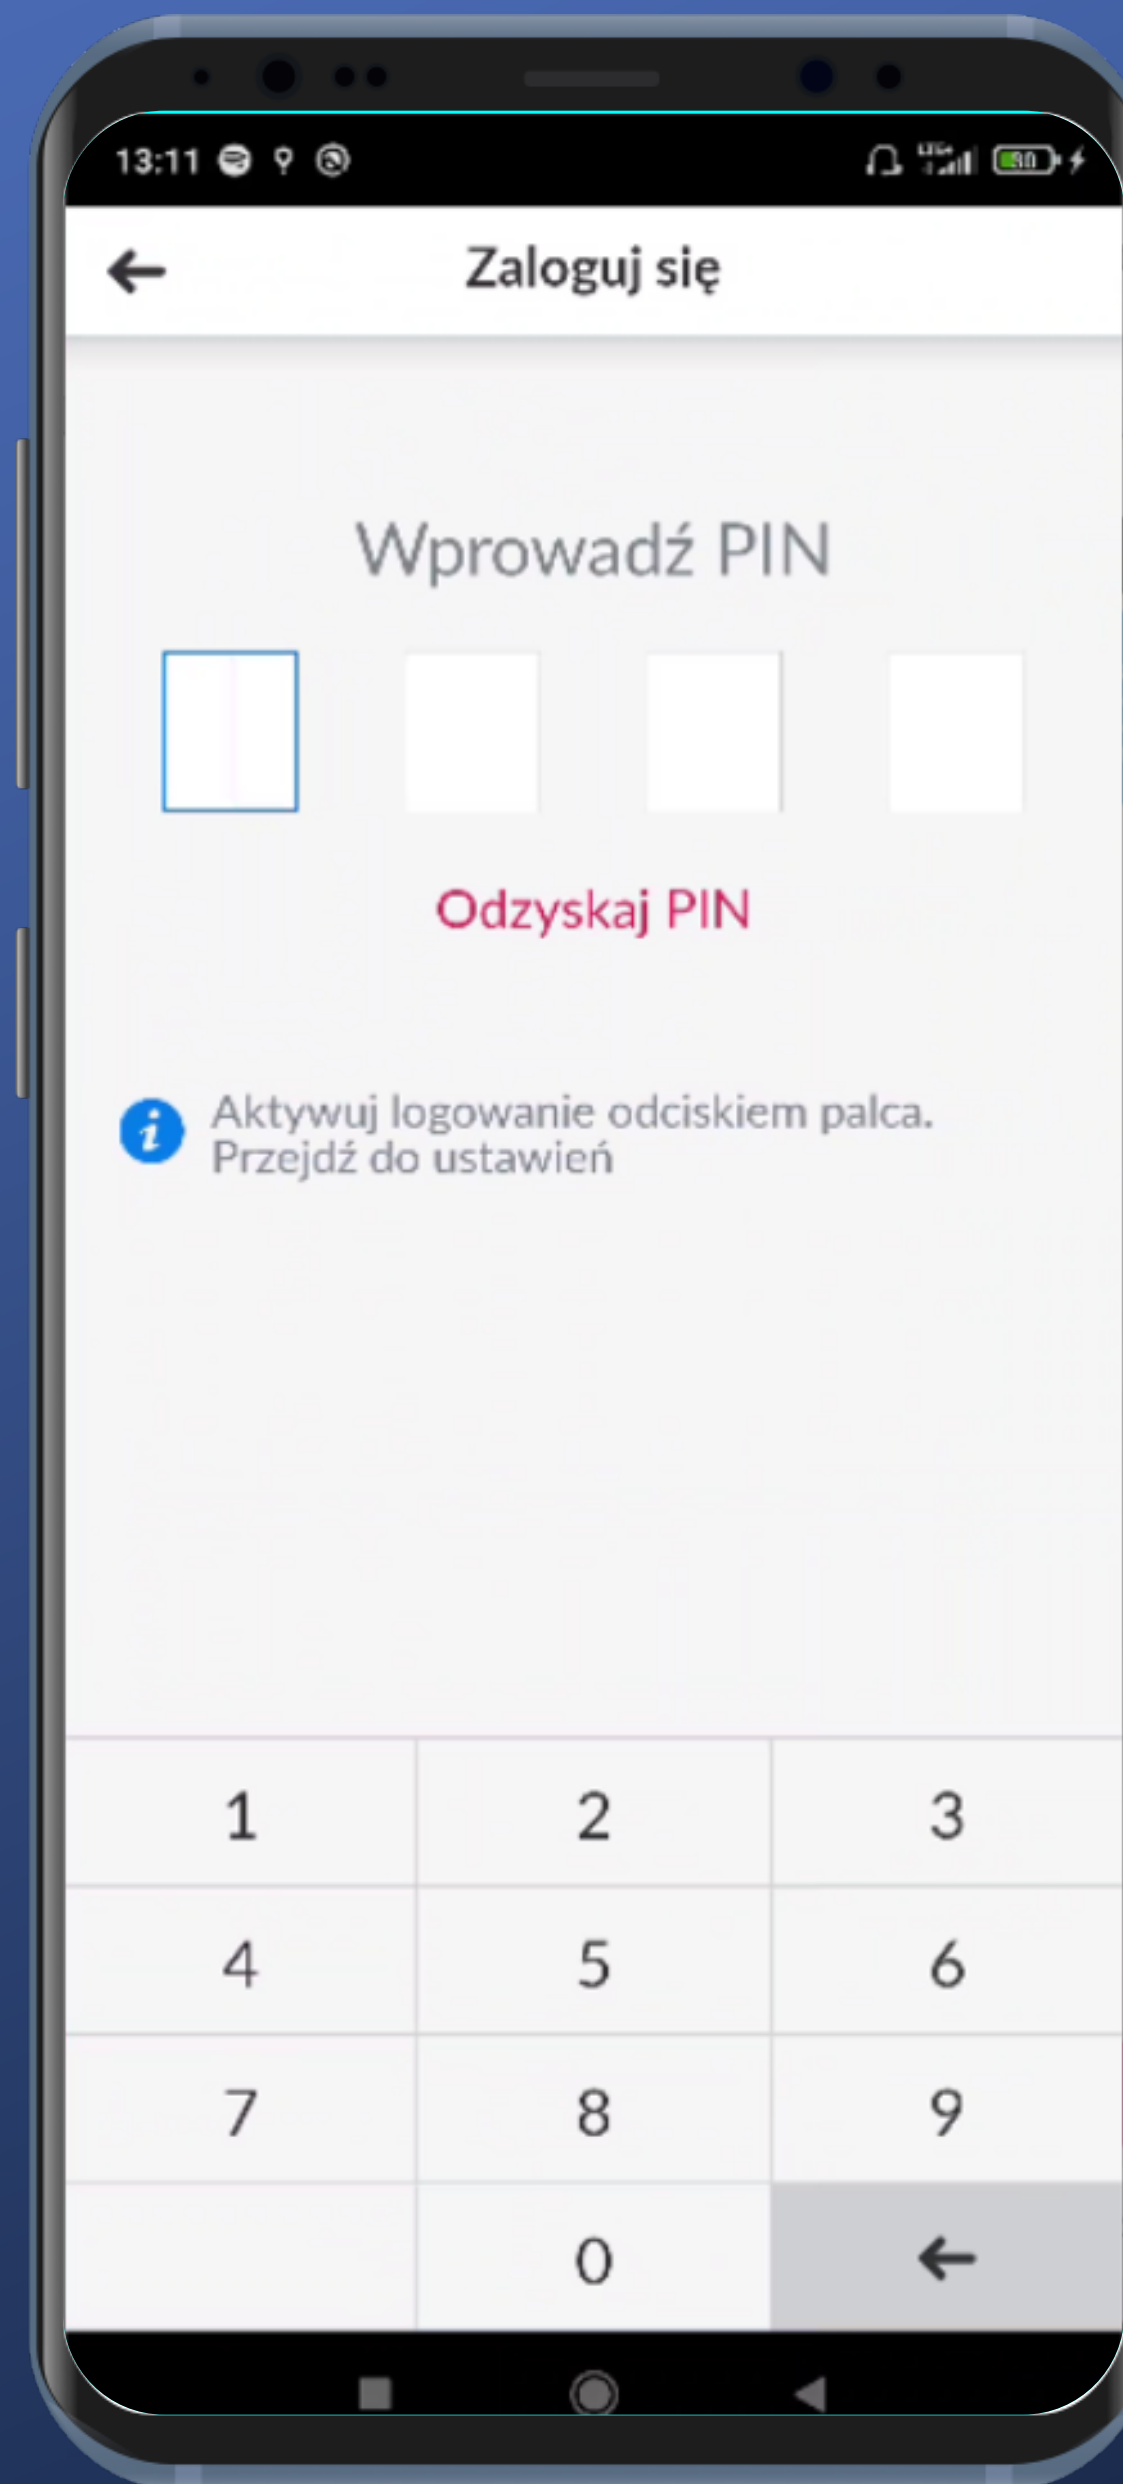 13:11
90
Zaloguj się
Wprowadź PIN
Odzyskaj PIN
Aktywuj logowanie odciskiem palca.
Przejdź do ustawień
1 2 3
4 5 6
7 8 9
0